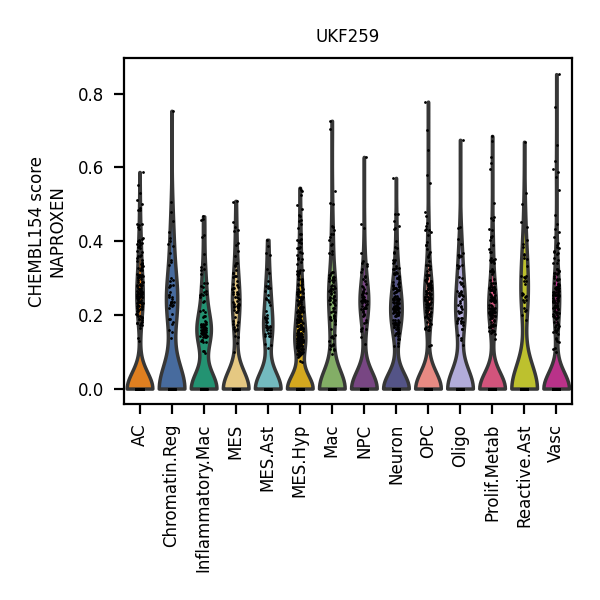 UKF259
CHEMBL154 score
NAPROXEN
0.8
0.6
0.4
0.2
0.0
AC
Chromatin.Reg
Inflammatory.Mac
MES
MES.Ast
MES.Hyp
Mac
NPC
Neuron
OPC
Oligo
Prolif.Metab
Reactive.Ast
Vasc